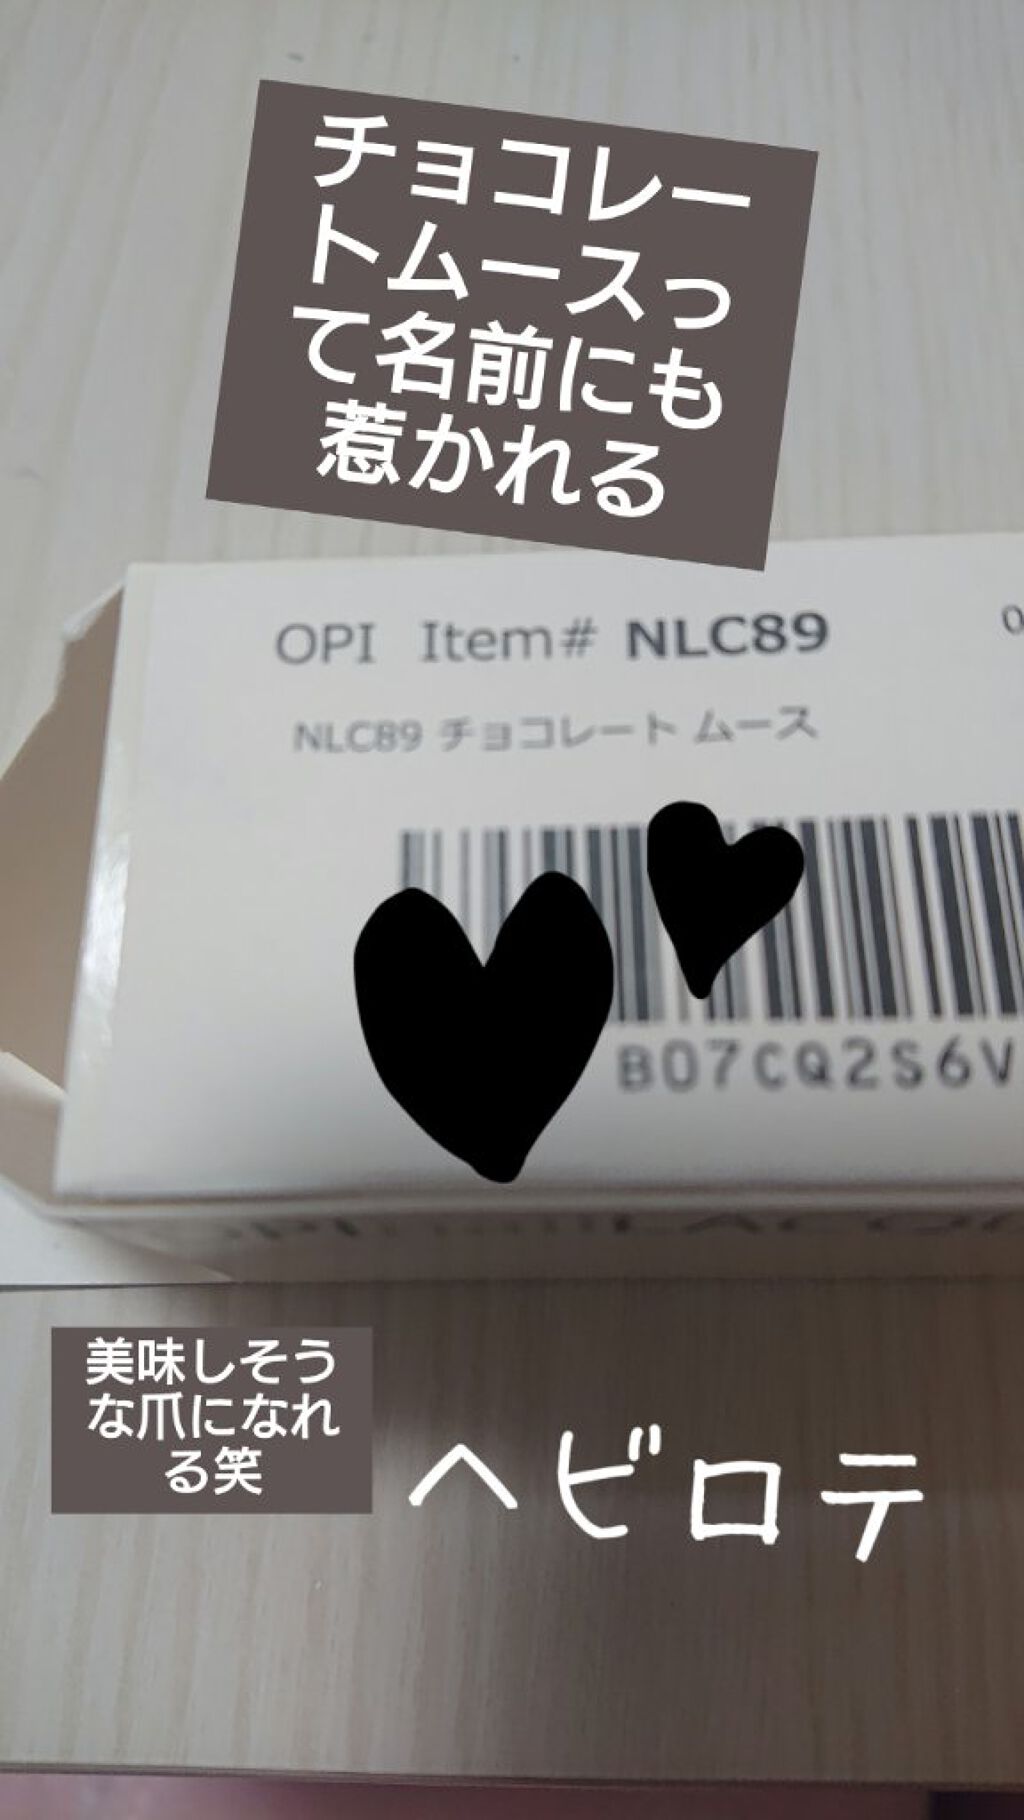 チョコレー
トムースっ
て名前にも
惹かれる
OPI Item# NLC89
NLC89 チョコレート ムース
B07CQ2S6V
美味しそう
な爪になれ
る笑
ヘビロテ